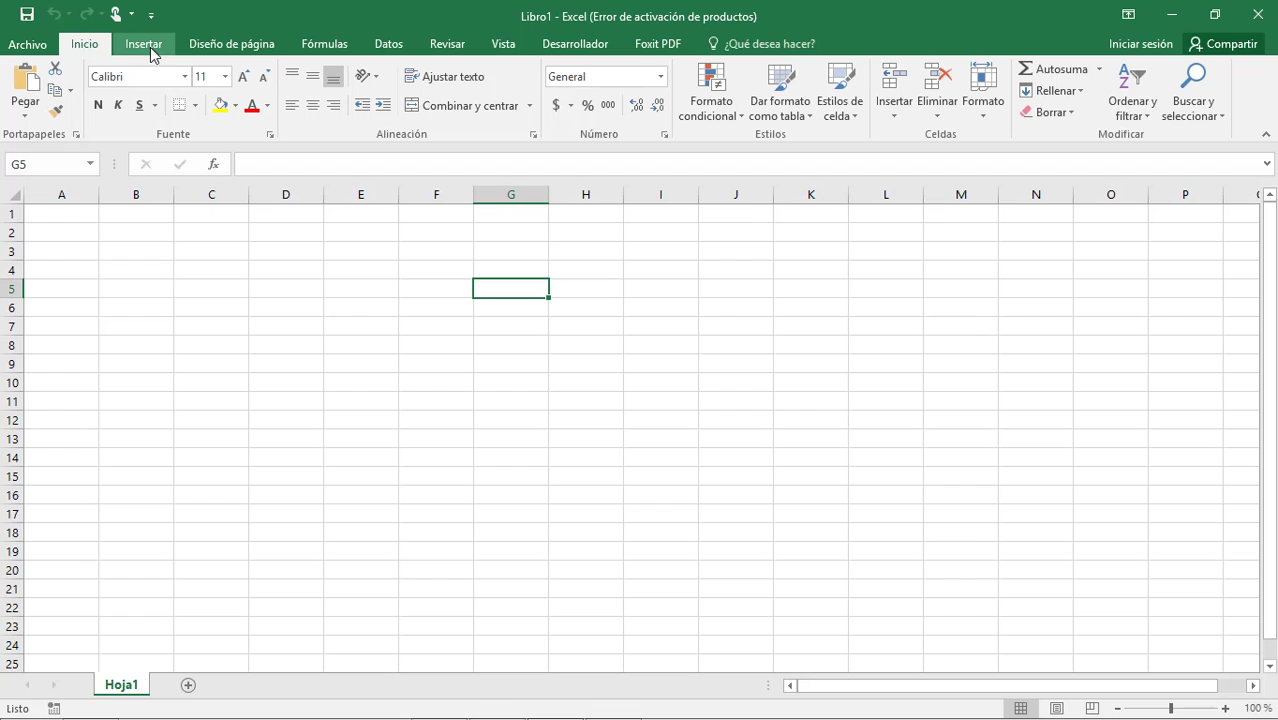 Libro1 - Excel (Error de activación de productos)
Archivo Inicio Insertar Diseño de página Fórmulas Datos Revisar Vista Desarrollador Foxit PDF ¿Qué desea hacer? Iniciar sesión Compartir
Calibri 11 Ajustar texto General Autosuma
Pegar Formato condicional Dar formato como tabla Estilos de celda Insertar Eliminar Formato Rellenar Ordenar y filtrar Buscar y seleccionar
N K S A Combinar y centrar $ % 000 Borrar
Portapapeles Fuente Alineación Número Estilos Celdas Modificar
G5 fx
A B C D E F G H I J K L M N O P
1
2
3
4
5
6
7
8
9
10
11
12
13
14
15
16
17
18
19
20
21
22
23
24
25
Hoja1
Listo 100 %